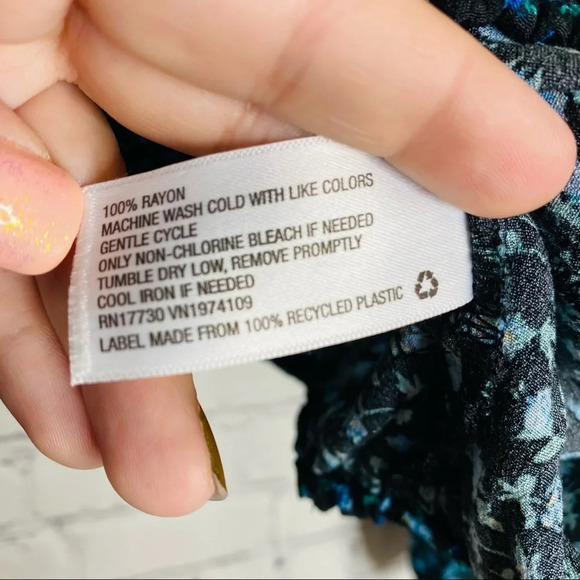 100% RAYON
MACHINE WASH COLD WITH LIKE COLORS
GENTLE CYCLE
ONLY NON-CHLORINE BLEACH IF NEEDED
TUMBLE DRY LOW, REMOVE PROMPTLY
COOL IRON IF NEEDED
RN17730 VN1974109
LABEL MADE FROM 100% RECYCLED PLASTIC